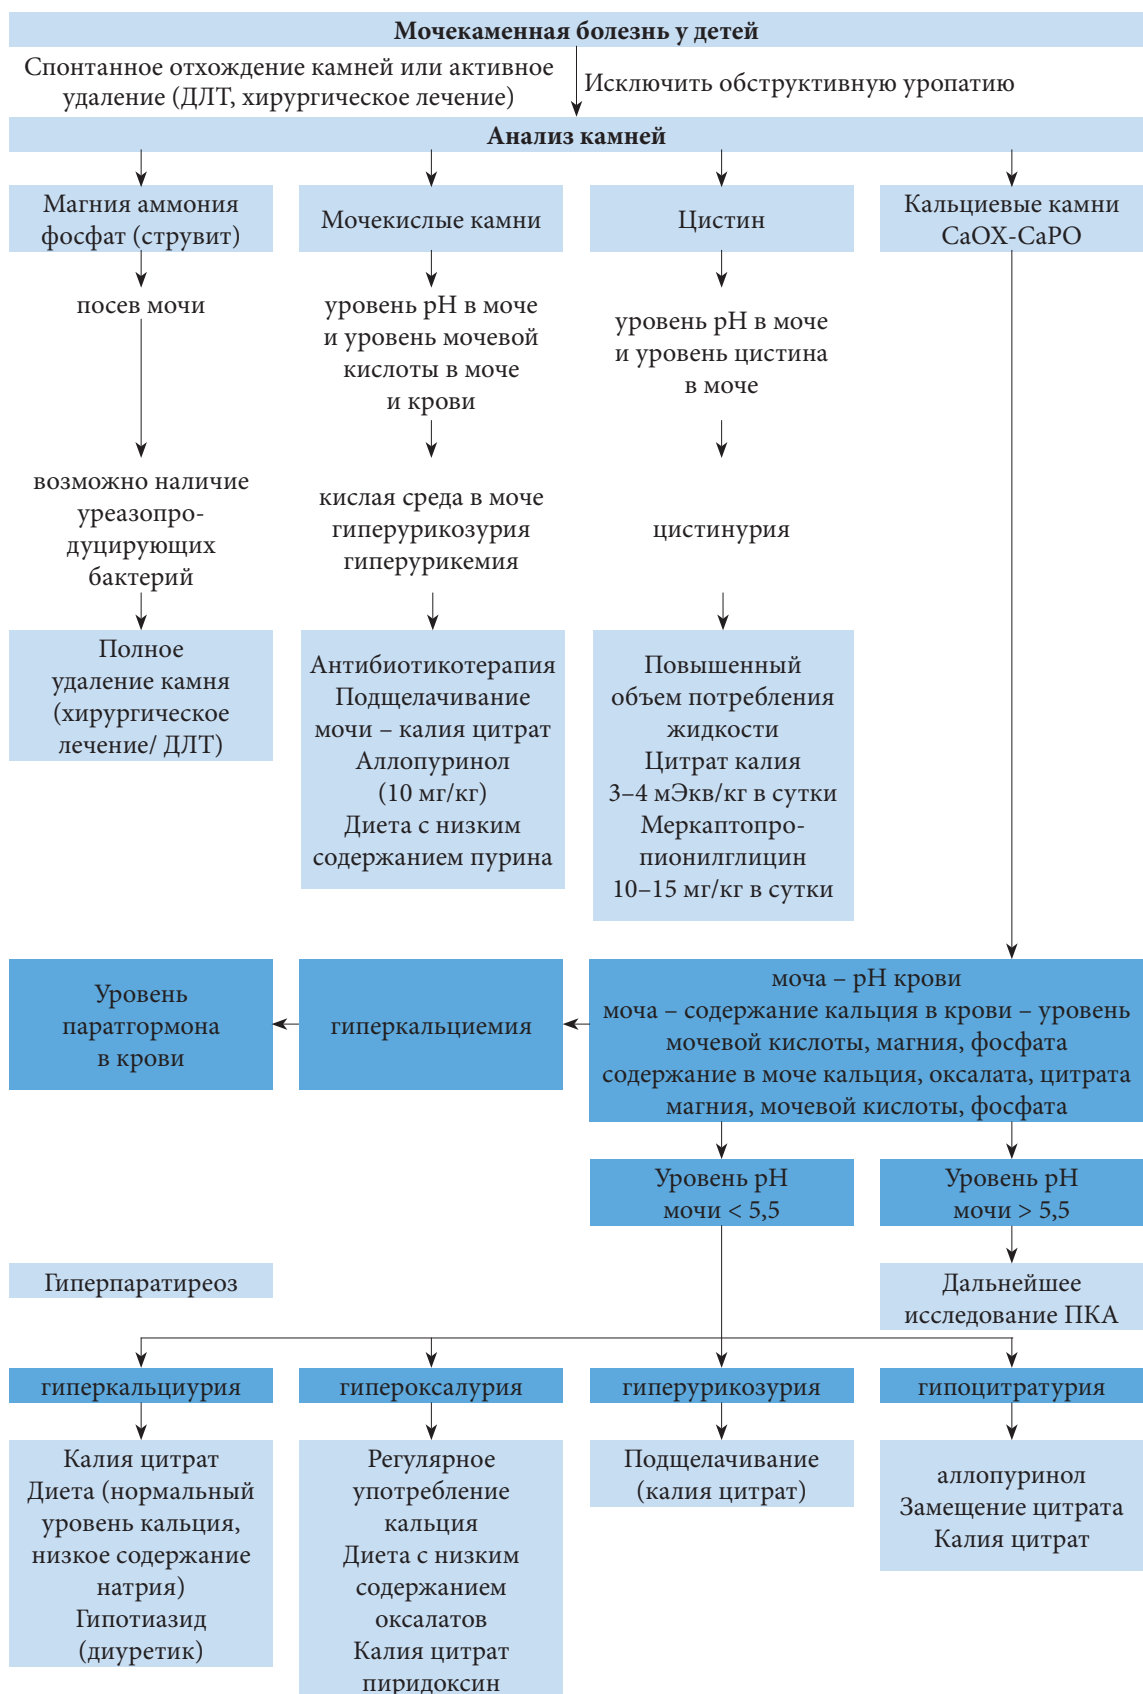 Мочекаменная болезнь у детей
Спонтанное отхождение камней или активное
удаление (ДЛТ, хирургическое лечение)
Исключить обструктивную уропатию
Анализ камней
Магния аммония
фосфат (струвит)
Мочекислые камни
Цистин
Кальциевые камни
CaOX-CaPO
посев мочи
уровень pH в моче
и уровень мочевой
кислоты в моче
и крови
уровень pH в моче
и уровень цистина
в моче
возможно наличие
уреазопро-
дуцирующих
бактерий
кислая среда в моче
гиперурикозурия
гиперурикемия
цистинурия
Полное
удаление камня
(хирургическое
лечение/ ДЛТ)
Антибиотикотерапия
Подщелачивание
мочи – калия цитрат
Аллопуринол
(10 мг/кг)
Диета с низким
содержанием пурина
Повышенный
объем потребления
жидкости
Цитрат калия
3–4 мЭкв/кг в сутки
Меркаптопро-
пионилглицин
10–15 мг/кг в сутки
Уровень
паратгормона
в крови
гиперкальциемия
моча – pH крови
моча – содержание кальция в крови – уровень
мочевой кислоты, магния, фосфата
содержание в моче кальция, оксалата, цитрата
магния, мочевой кислоты, фосфата
Уровень pH
мочи < 5,5
Уровень pH
мочи > 5,5
Гиперпаратиреоз
Дальнейшее
исследование ПКА
гиперкальциурия
гипероксалурия
гиперурикозурия
гипоцитратурия
Калия цитрат
Диета (нормальный
уровень кальция,
низкое содержание
натрия)
Гипотиазид
(диуретик)
Регулярное
употребление
кальция
Диета с низким
содержанием
оксалатов
Калия цитрат
пиридоксин
Подщелачивание
(калия цитрат)
аллопуринол
Замещение цитрата
Калия цитрат